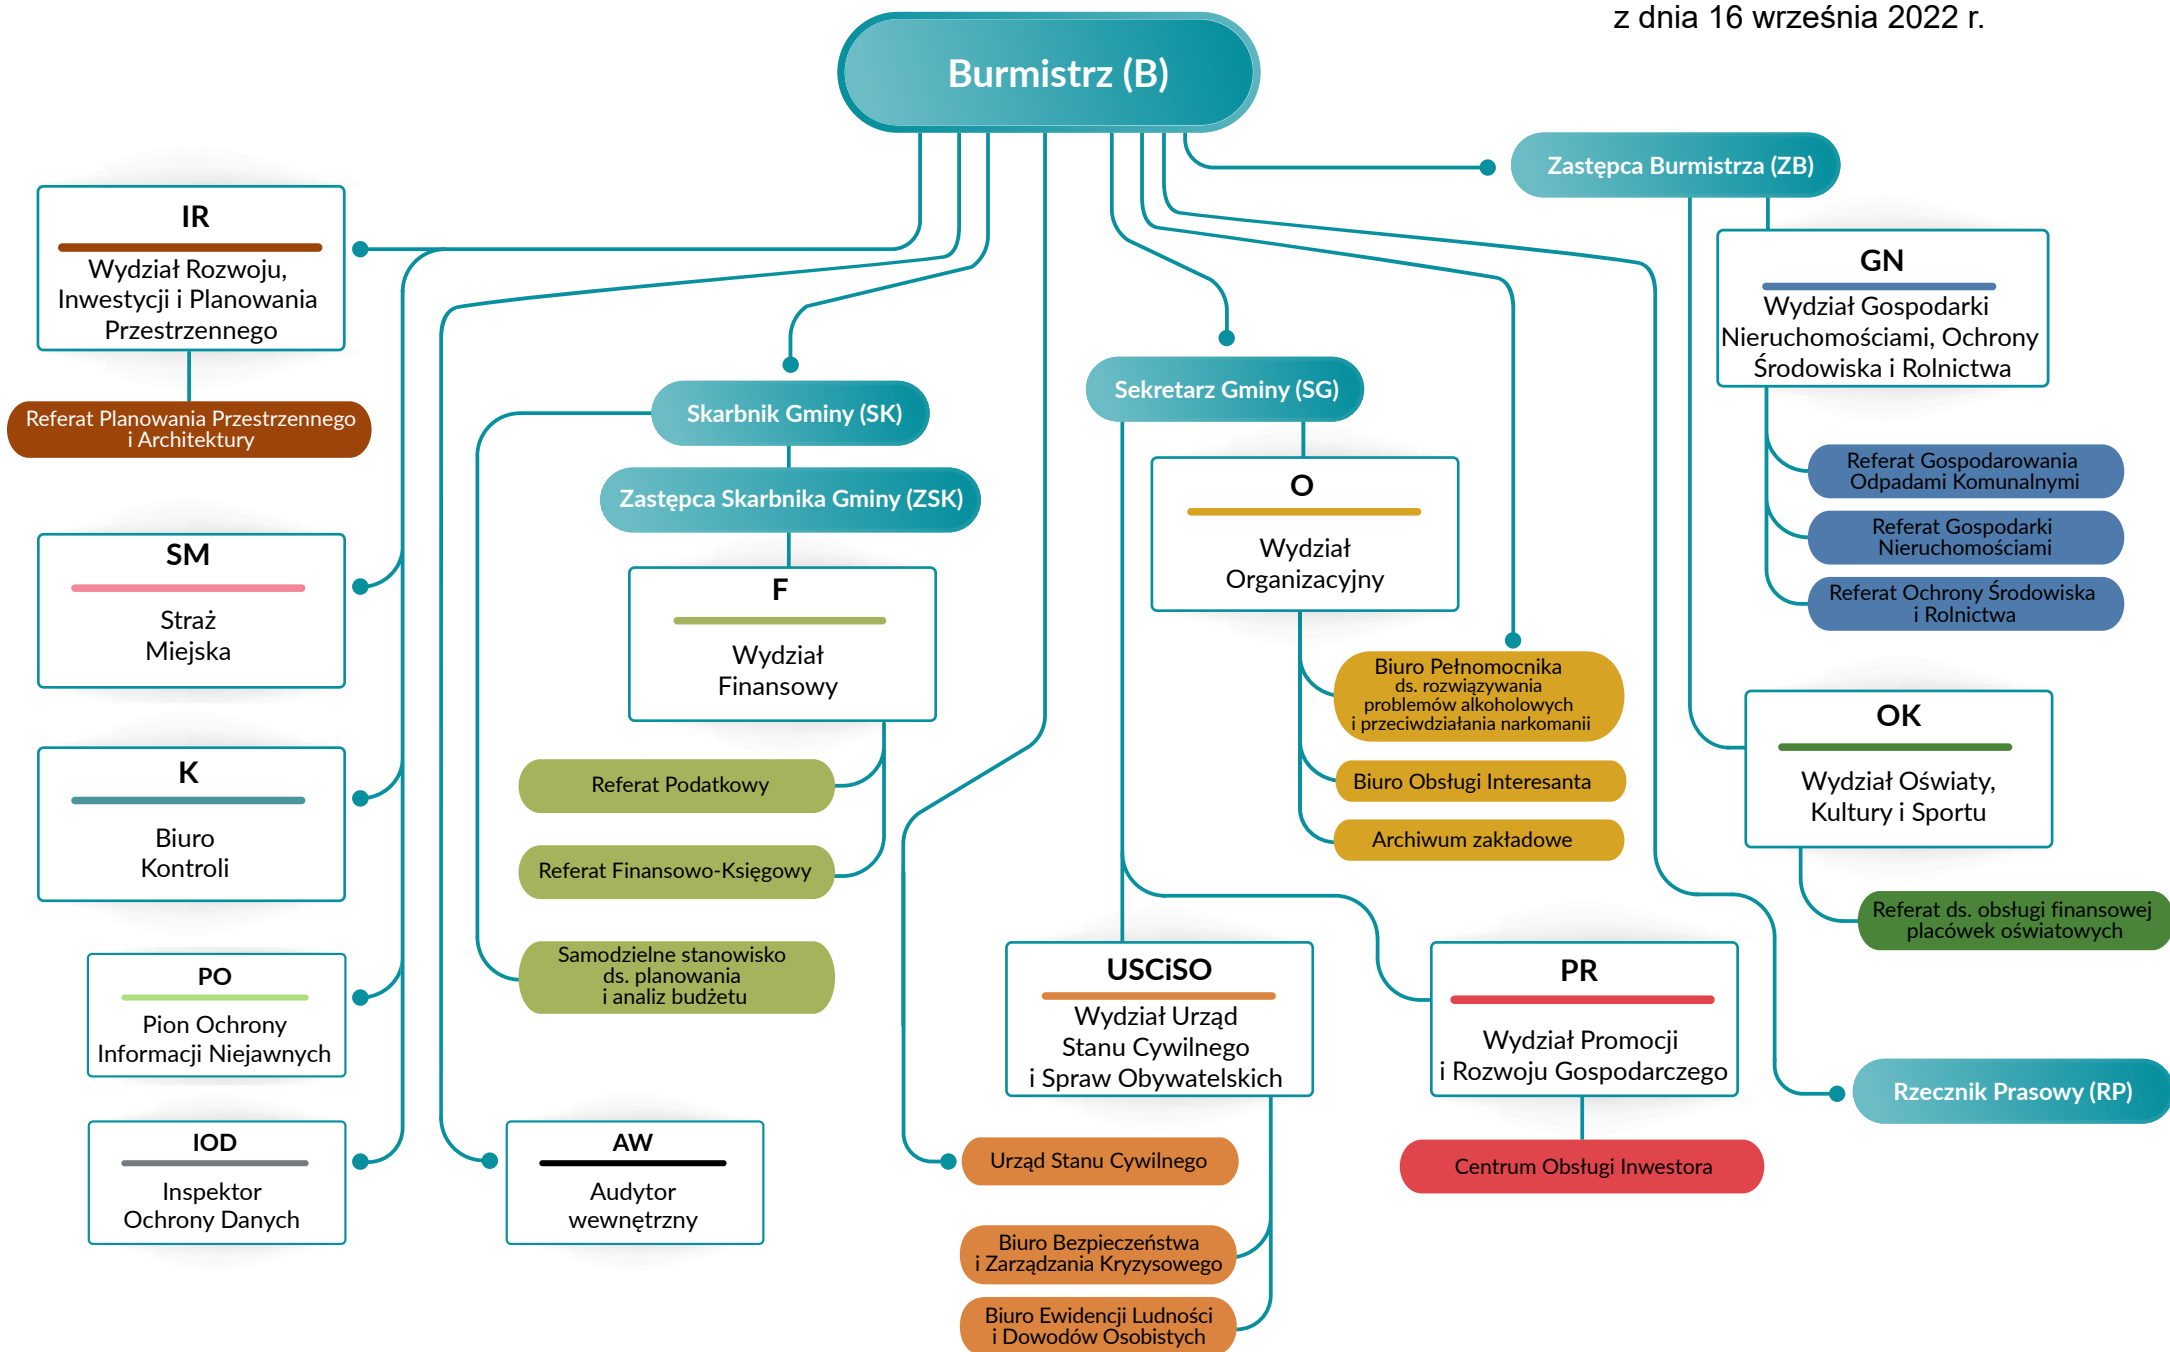 z dnia 16 września 2022 r.
Burmistrz (B)
Zastępca Burmistrza (ZB)
IR
Wydział Rozwoju,
Inwestycji i Planowania
Przestrzennego
Referat Planowania Przestrzennego
i Architektury
GN
Wydział Gospodarki
Nieruchomościami, Ochrony
Środowiska i Rolnictwa
Referat Gospodarowania
Odpadami Komunalnymi
Referat Gospodarki
Nieruchomościami
Referat Ochrony Środowiska
i Rolnictwa
Skarbnik Gminy (SK)
Zastępca Skarbnika Gminy (ZSK)
F
Wydział
Finansowy
Referat Podatkowy
Referat Finansowo-Księgowy
Samodzielne stanowisko
ds. planowania
i analiz budżetu
Sekretarz Gminy (SG)
O
Wydział
Organizacyjny
Biuro Pełnomocnika
ds. rozwiązywania
problemów alkoholowych
i przeciwdziałania narkomanii
Biuro Obsługi Interesanta
Archiwum zakładowe
SM
Straż
Miejska
K
Biuro
Kontroli
PO
Pion Ochrony
Informacji Niejawnych
IOD
Inspektor
Ochrony Danych
AW
Audytor
wewnętrzny
OK
Wydział Oświaty,
Kultury i Sportu
Referat ds. obsługi finansowej
placówek oświatowych
USCiSO
Wydział Urząd
Stanu Cywilnego
i Spraw Obywatelskich
Urząd Stanu Cywilnego
Biuro Bezpieczeństwa
i Zarządzania Kryzysowego
Biuro Ewidencji Ludności
i Dowodów Osobistych
PR
Wydział Promocji
i Rozwoju Gospodarczego
Centrum Obsługi Inwestora
Rzecznik Prasowy (RP)